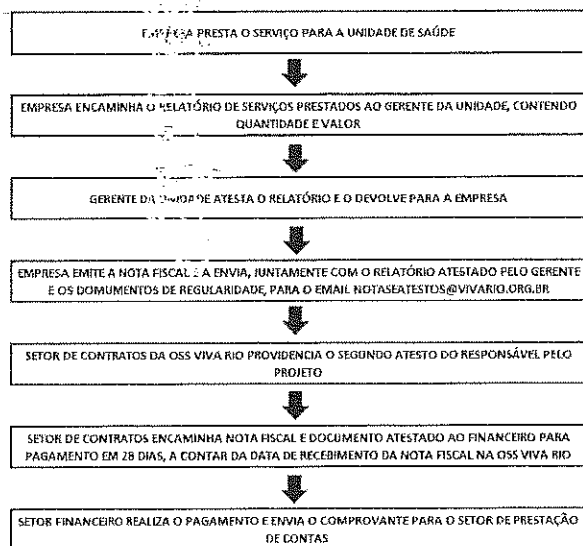 EMPRESA PRESTA O SERVIÇO PARA A UNIDADE DE SAÚDE
EMPRESA ENCAMINHA O RELATÓRIO DE SERVIÇOS PRESTADOS AO GERENTE DA UNIDADE, CONTENDO
QUANTIDADE E VALOR
GERENTE DA UNIDADE ATESTA O RELATÓRIO E O DEVOLVE PARA A EMPRESA
EMPRESA EMITE A NOTA FISCAL E A ENVIA, JUNTAMENTE COM O RELATÓRIO ATESTADO PELO GERENTE
E OS DOMUMENTOS DE REGULARIDADE, PARA O EMAIL NOTASEATESTOS@VIVARIO.ORG.BR
SETOR DE CONTRATOS DA OSS VIVA RIO PROVIDENCIA O SEGUNDO ATESTO DO RESPONSÁVEL PELO
PROJETO
SETOR DE CONTRATOS ENCAMINHA NOTA FISCAL E DOCUMENTO ATESTADO AO FINANCEIRO PARA
PAGAMENTO EM 28 DIAS, A CONTAR DA DATA DE RECEBIMENTO DA NOTA FISCAL NA OSS VIVA RIO
SETOR FINANCEIRO REALIZA O PAGAMENTO E ENVIA O COMPROVANTE PARA O SETOR DE PRESTAÇÃO
DE CONTAS